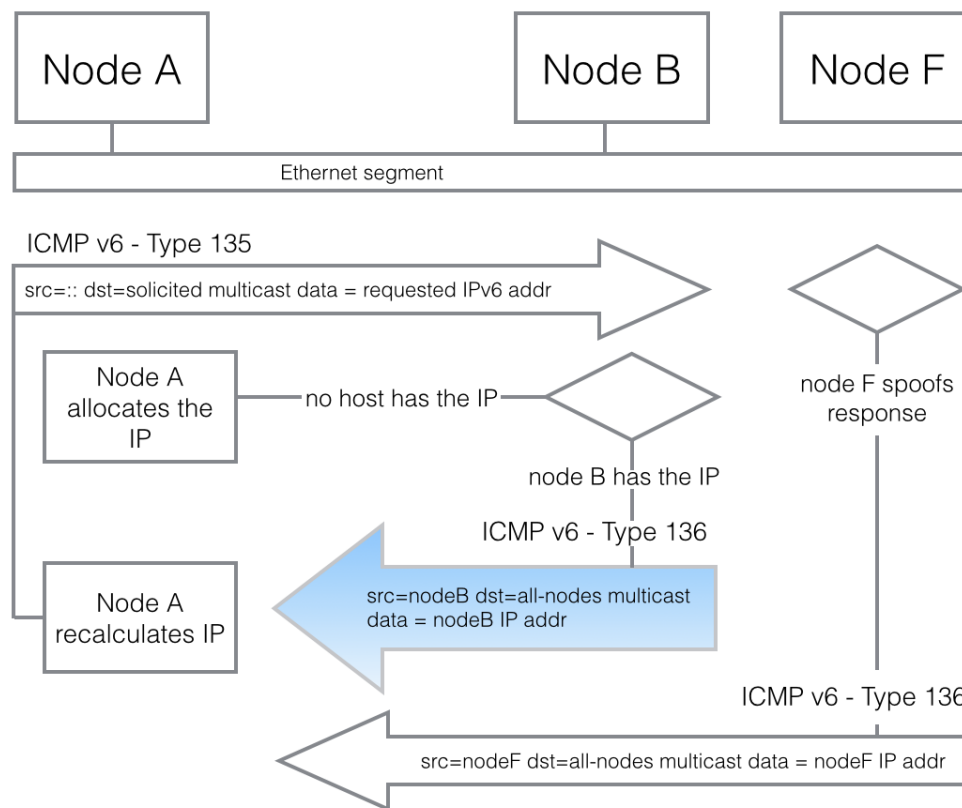 Node A
Node B
Node F
Ethernet segment
ICMP v6 - Type 135
src=:: dst=solicited multicast data = requested IPv6 addr
Node A
allocates the
IP
no host has the IP
node F spoofs
response
node B has the IP
ICMP v6 - Type 136
src=nodeB dst=all-nodes multicast
data = nodeB IP addr
Node A
recalculates IP
ICMP v6 - Type 136
src=nodeF dst=all-nodes multicast data = nodeF IP addr